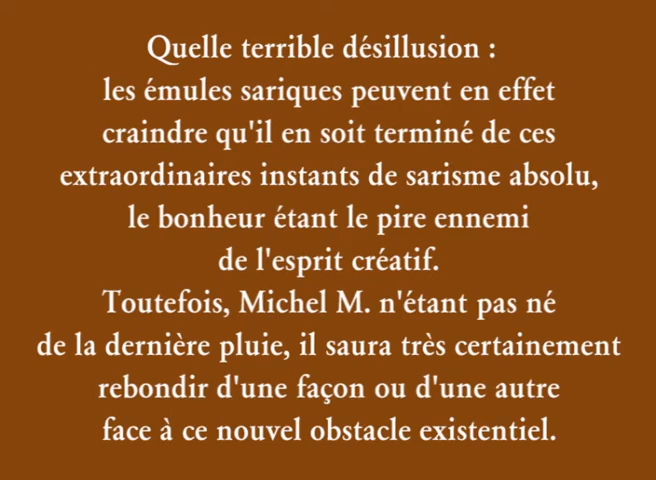 Quelle terrible désillusion :
les émules sariques peuvent en effet
craindre qu'il en soit terminé de ces
extraordinaires instants de sarisme absolu,
le bonheur étant le pire ennemi
de l'esprit créatif.
Toutefois, Michel M. n'étant pas né
de la dernière pluie, il saura très certainement
rebondir d'une façon ou d'une autre
face à ce nouvel obstacle existentiel.